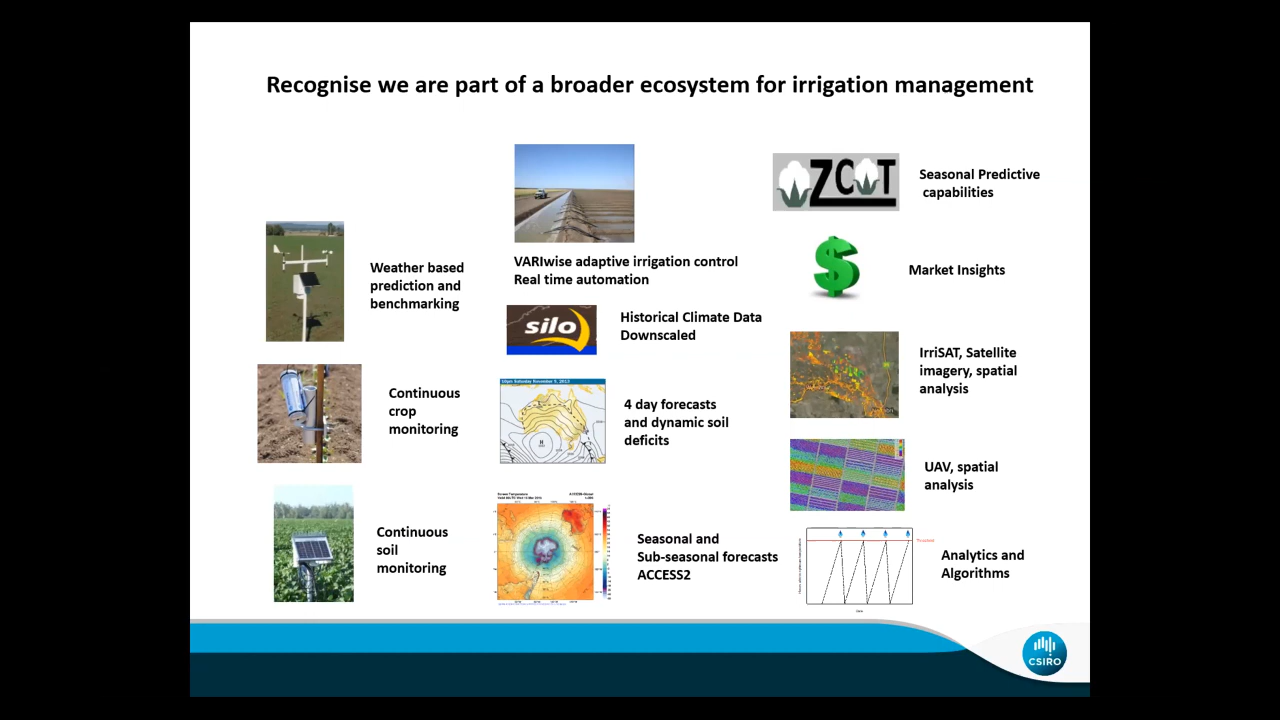 Recognise we are part of a broader ecosystem for irrigation management
Weather based
prediction and
benchmarking
Continuous
crop
monitoring
Continuous
soil
monitoring
VARIwise adaptive irrigation control
Real time automation
silo
Historical Climate Data
Downscaled
4 day forecasts
and dynamic soil
deficits
H
Seasonal and
Sub-seasonal forecasts
ACCESS2
OZCOT
Seasonal Predictive
capabilities
$
Market Insights
IrriSAT, Satellite
imagery, spatial
analysis
UAV, spatial
analysis
Analytics and
Algorithms
CSIRO